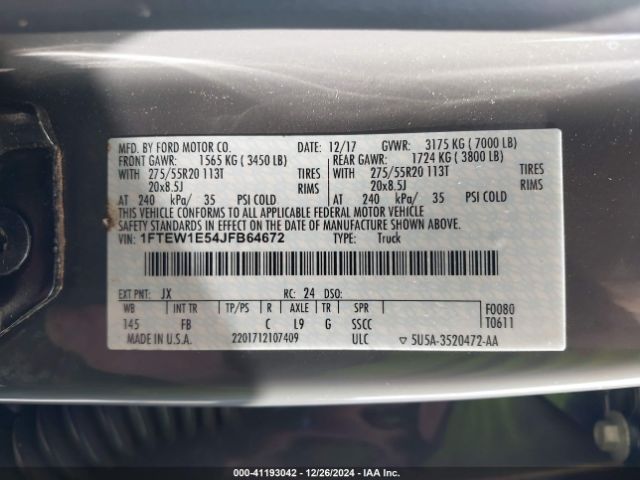 MFD. BY FORD MOTOR CO. DATE: 12/17 GVWR: 3175 KG ( 7000 LB)
FRONT GAWR: 1565 KG ( 3450 LB) REAR GAWR: 1724 KG ( 3800 LB)
WITH 275/55R20 113T TIRES WITH 275/55R20 113T TIRES
20x8.5J RIMS 20x8.5J RIMS
AT 240 kPa/ 35 PSI COLD AT 240 kPa/ 35 PSI COLD
THIS VEHICLE CONFORMS TO ALL APPLICABLE FEDERAL MOTOR VEHICLE
SAFETY STANDARDS IN EFFECT ON THE DATE OF MANUFACTURE SHOWN ABOVE.
VIN: 1FTEW1E54JFB64672 TYPE: Truck
EXT PNT: JX RC: 24 DSO:
WB INT TR TP/PS R AXLE TR SPR F0080
145 FB C L9 G SSCC T0611
MADE IN U.S.A. 2201712107409 ULC ▽ 5U5A-3520472-AA
000-41193042 / 12/26/2024 - IAA Inc.